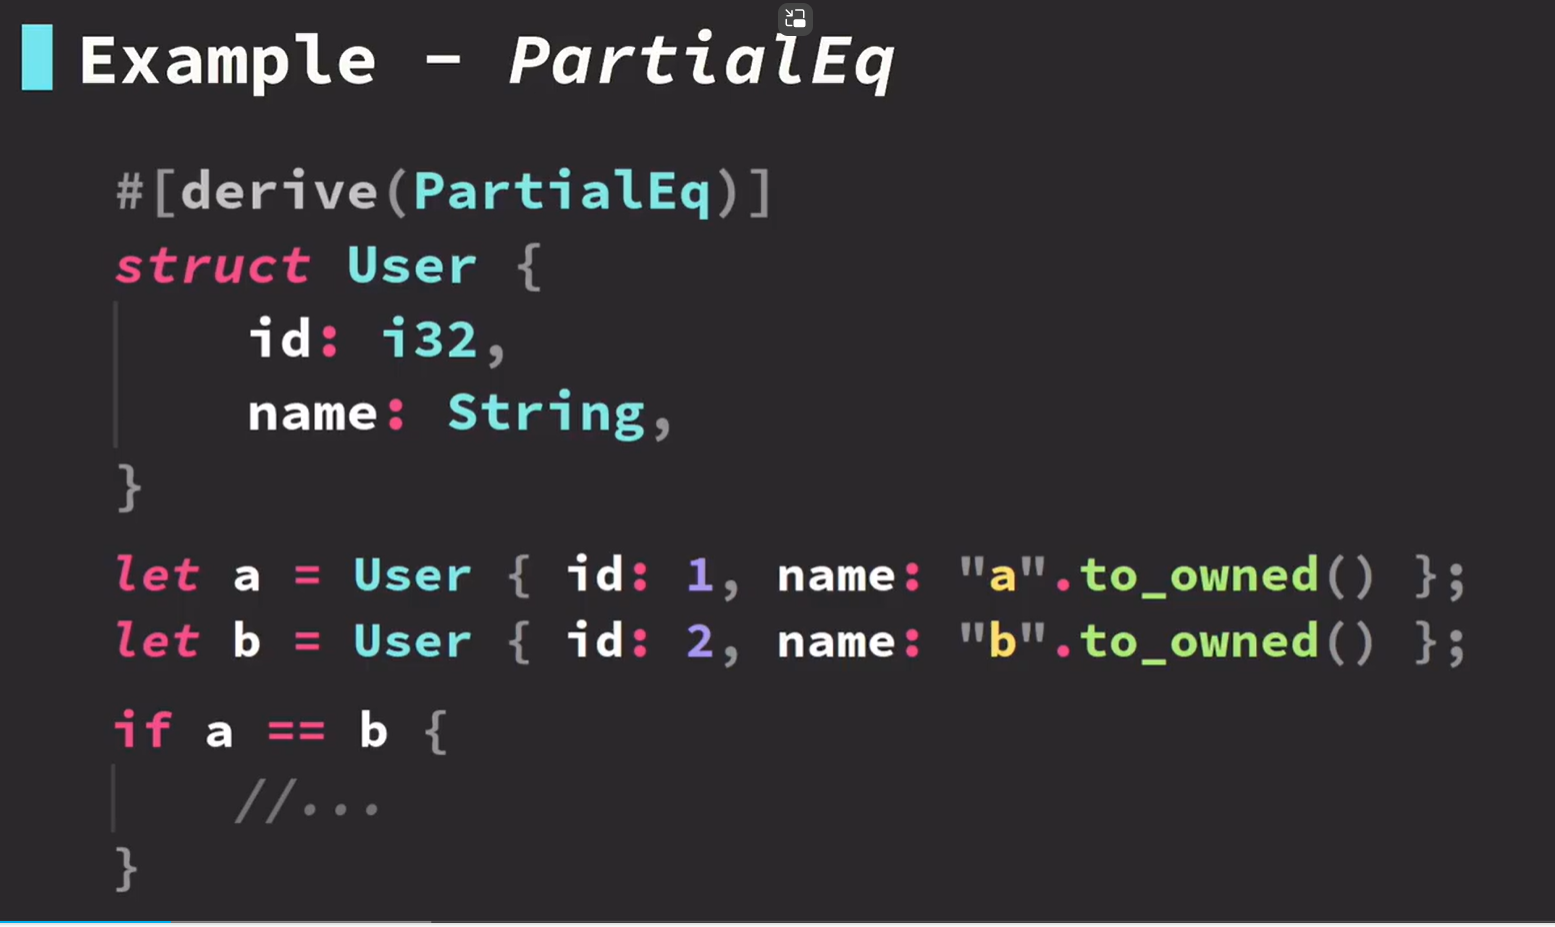 Example - PartialEq
#[derive(PartialEq)]
struct User {
    id: i32,
    name: String,
}
let a = User { id: 1, name: "a".to_owned() };
let b = User { id: 2, name: "b".to_owned() };
if a == b {
    //...
}